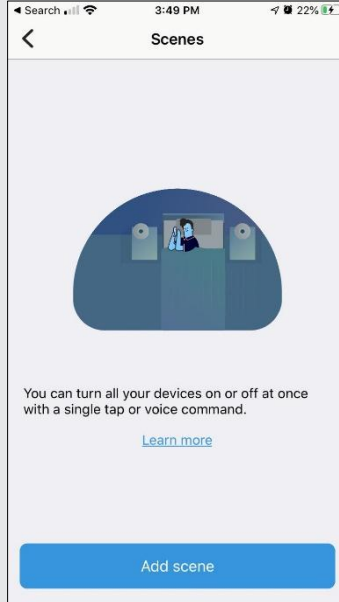 Search 3:49 PM 22%
Scenes
You can turn all your devices on or off at once
with a single tap or voice command.
Learn more
Add scene